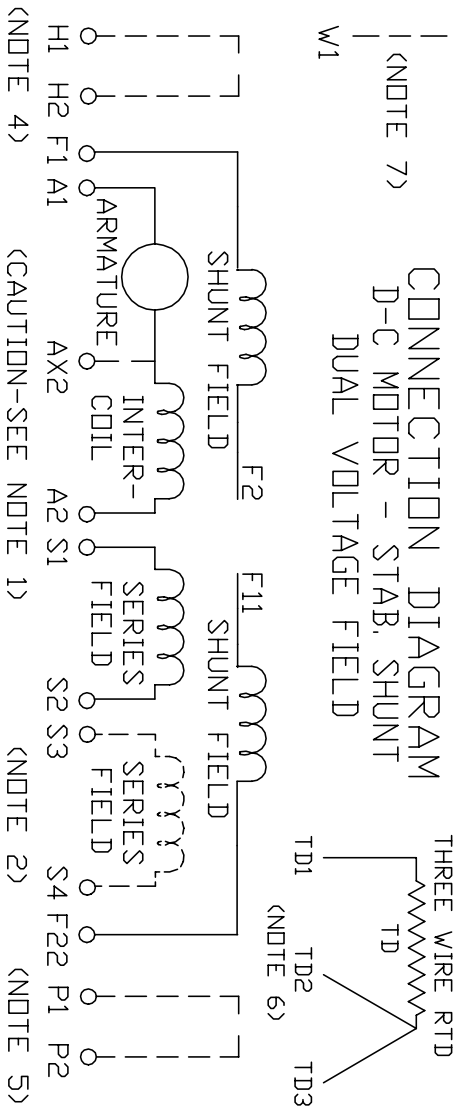 CONNECTION DIAGRAM
D-C MOTOR - STAB. SHUNT
DUAL VOLTAGE FIELD
W1
(NOTE 7)
THREE WIRE RTD
TD
TD1
TD2
TD3
(NOTE 6)
F2
F11
SHUNT FIELD
SHUNT FIELD
ARMATURE
INTER-
COIL
SERIES
FIELD
SERIES
FIELD
H1
H2
F1
A1
AX2
A2
S1
S2
S3
S4
F22
P1
P2
(NOTE 4)
(CAUTION-SEE NOTE 1)
(NOTE 2)
(NOTE 5)